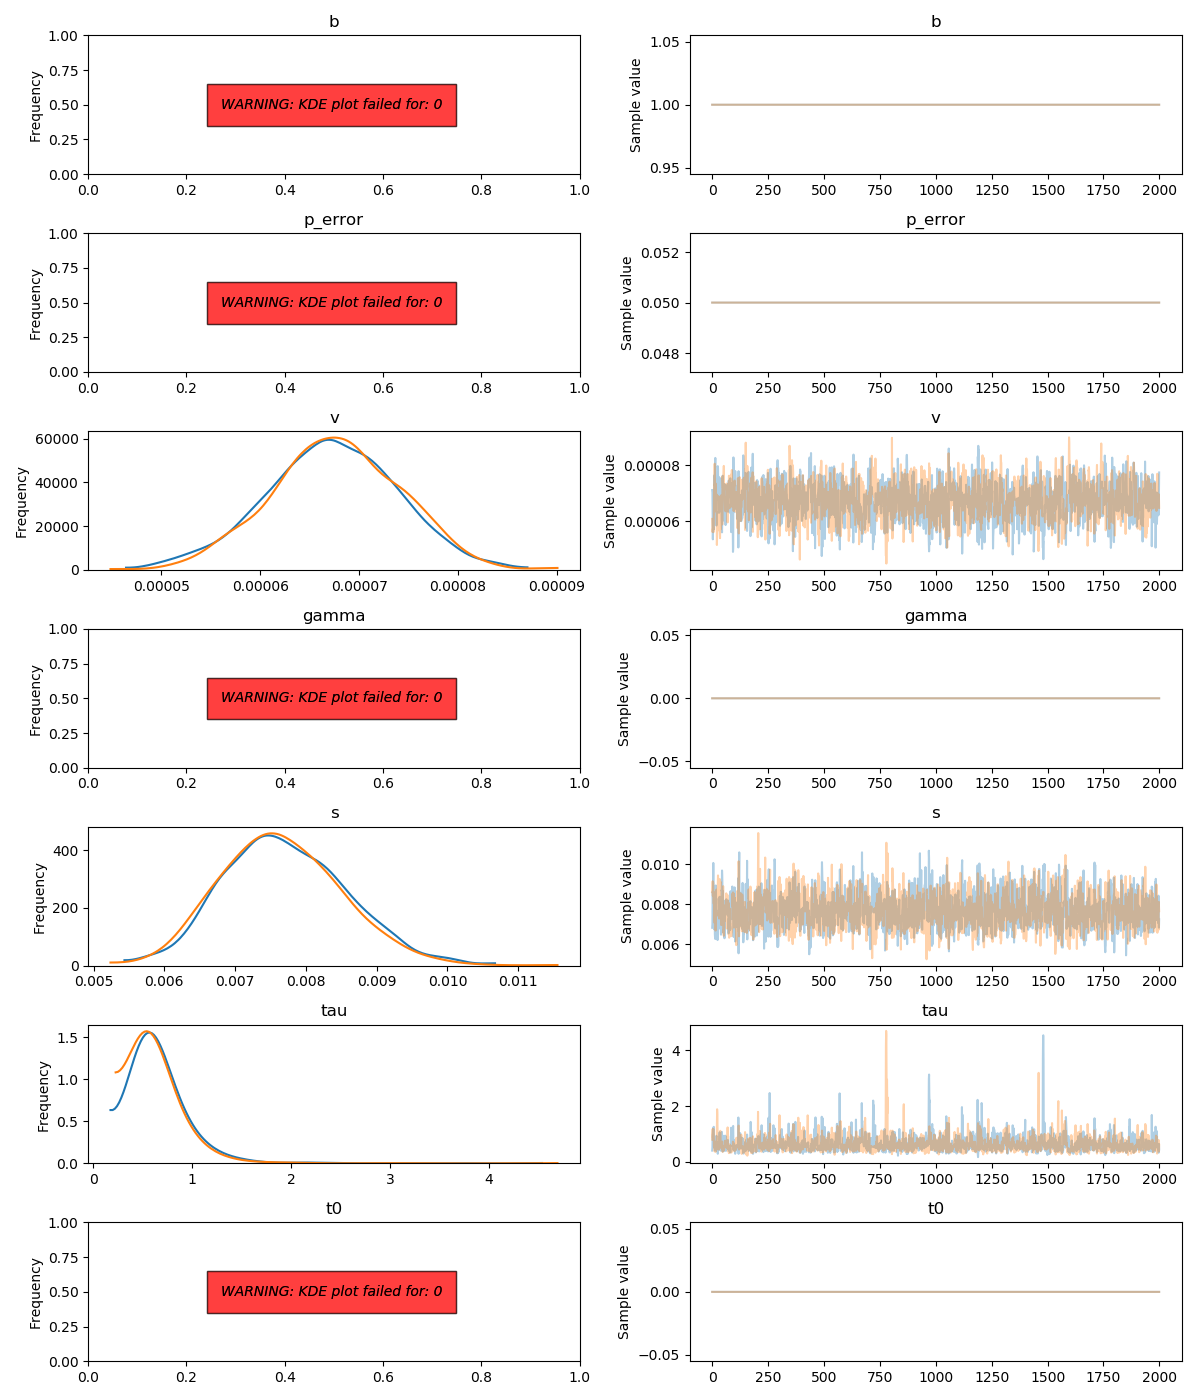 b
1.00
0.75
0.50
0.25
0.00
Frequency
WARNING: KDE plot failed for: 0
0.0 0.2 0.4 0.6 0.8 1.0
b
1.05
1.00
0.95
Sample value
0 250 500 750 1000 1250 1500 1750 2000
p_error
1.00
0.75
0.50
0.25
0.00
Frequency
WARNING: KDE plot failed for: 0
0.0 0.2 0.4 0.6 0.8 1.0
p_error
0.052
0.050
0.048
Sample value
0 250 500 750 1000 1250 1500 1750 2000
v
60000
40000
20000
0
Frequency
0.00005 0.00006 0.00007 0.00008 0.00009
v
0.00008
0.00006
Sample value
0 250 500 750 1000 1250 1500 1750 2000
gamma
1.00
0.75
0.50
0.25
0.00
Frequency
WARNING: KDE plot failed for: 0
0.0 0.2 0.4 0.6 0.8 1.0
gamma
0.05
0.00
−0.05
Sample value
0 250 500 750 1000 1250 1500 1750 2000
s
400
200
0
Frequency
0.005 0.006 0.007 0.008 0.009 0.010 0.011
s
0.010
0.008
0.006
Sample value
0 250 500 750 1000 1250 1500 1750 2000
tau
1.5
1.0
0.5
0.0
Frequency
0 1 2 3 4
tau
4
2
0
Sample value
0 250 500 750 1000 1250 1500 1750 2000
t0
1.00
0.75
0.50
0.25
0.00
Frequency
WARNING: KDE plot failed for: 0
0.0 0.2 0.4 0.6 0.8 1.0
t0
0.05
0.00
−0.05
Sample value
0 250 500 750 1000 1250 1500 1750 2000